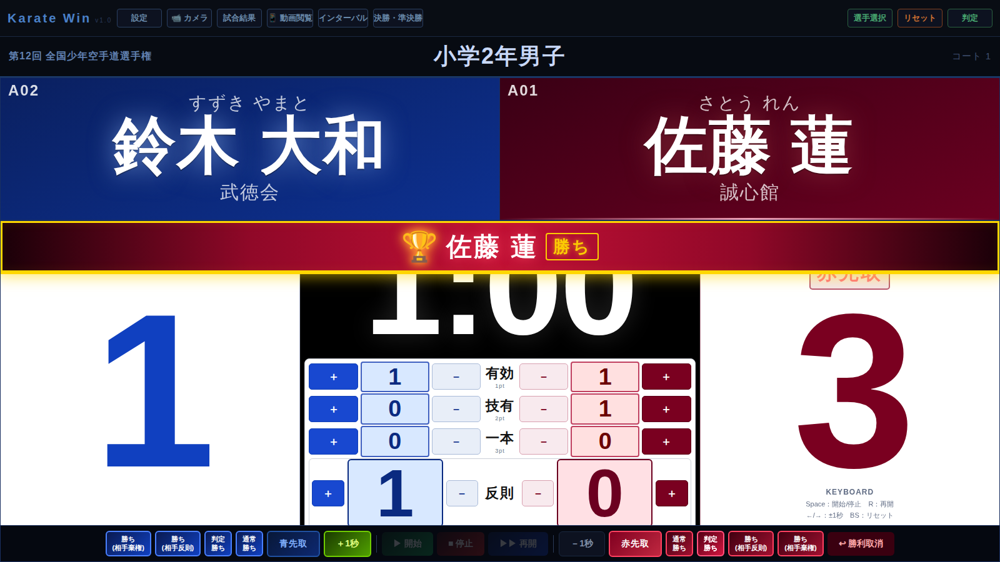 Karate Win v1.0 設定 📹 カメラ 試合結果 📱 動画閲覧 インターバル 決勝・準決勝 選手選択 リセット 判定
第12回 全国少年空手道選手権 小学2年男子 コート 1
A02
すずき やまと
鈴木 大和
武徳会
A01
さとう れん
佐藤 蓮
誠心館
🏆 佐藤 蓮 勝ち
1
1:00
赤先取
3
+ 1 − 有効 − 1 +
1pt
+ 0 − 技有 − 1 +
2pt
+ 0 − 一本 − 0 +
3pt
+ 1 − 反則 − 0 +
KEYBOARD
Space：開始/停止 R：再開
←/→：±1秒 BS：リセット
勝ち
(相手棄権)
勝ち
(相手反則)
判定
勝ち
通常
勝ち
青先取
＋1秒
▶ 開始
■ 停止
▶▶ 再開
－1秒
赤先取
通常
勝ち
判定
勝ち
勝ち
(相手反則)
勝ち
(相手棄権)
↩ 勝利取消